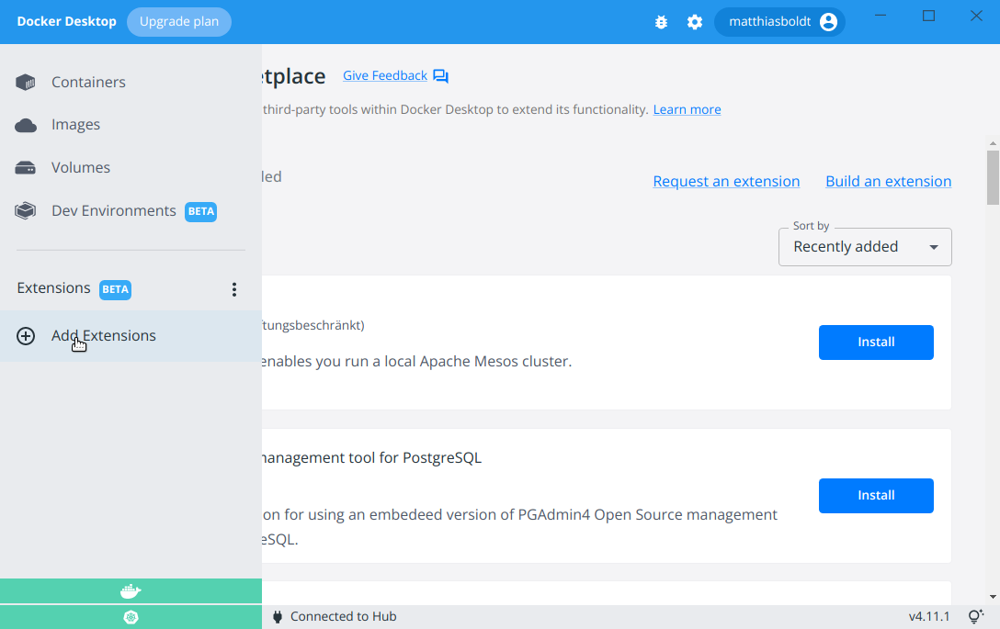 Docker Desktop
Upgrade plan
matthiasboldt
Containers
Images
Volumes
Dev Environments BETA
Extensions BETA
Add Extensions
etplace
Give Feedback
third-party tools within Docker Desktop to extend its functionality. Learn more
led
Request an extension
Build an extension
Sort by
Recently added
ftungsbeschränkt)
enables you run a local Apache Mesos cluster.
Install
management tool for PostgreSQL
on for using an embedeed version of PGAdmin4 Open Source management
eSQL.
Install
Connected to Hub
v4.11.1